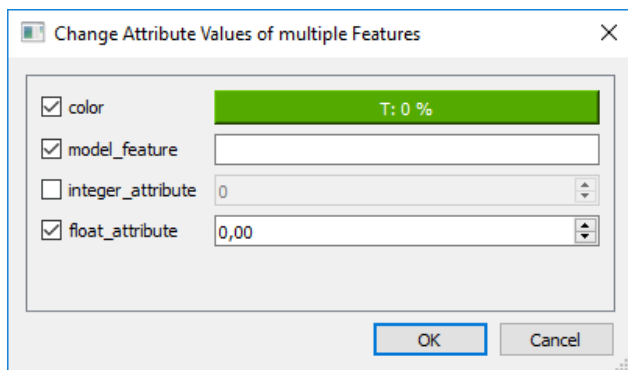 Change Attribute Values of multiple Features
color T: 0 %
model_feature
integer_attribute 0
float_attribute 0,00
OK Cancel